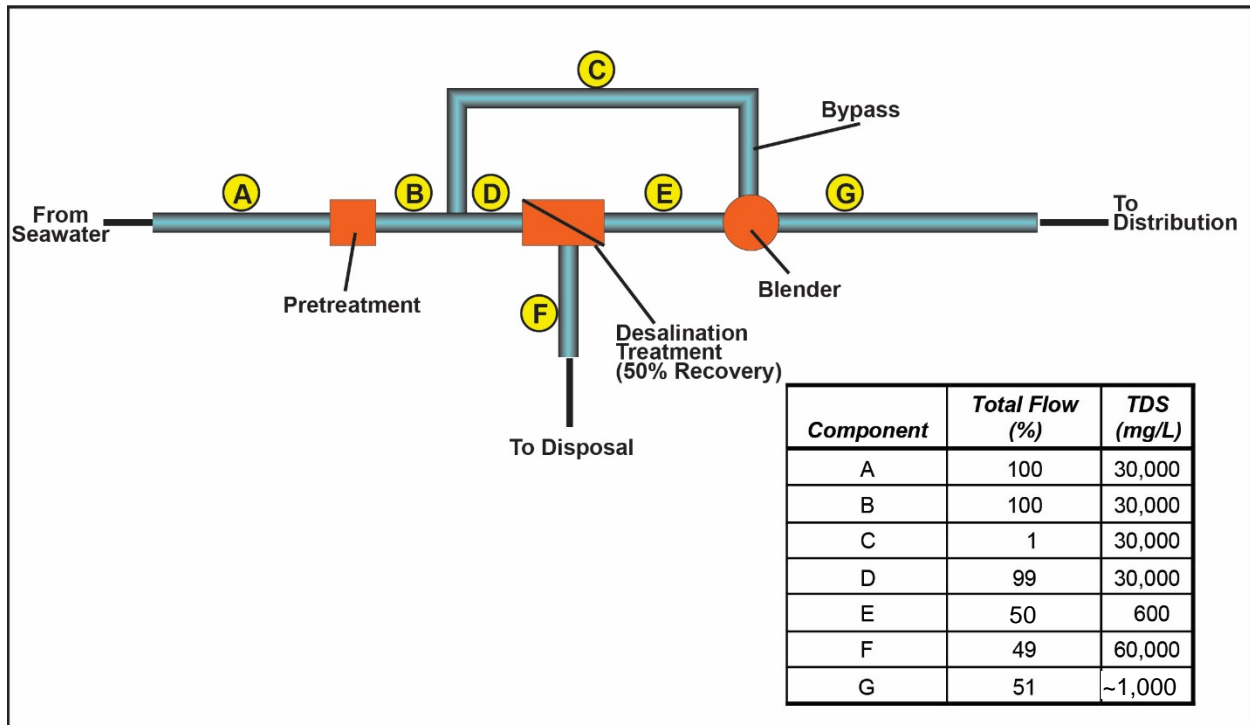 C
Bypass
A
B
D
E
G
From
Seawater
To
Distribution
Pretreatment
Blender
F
Desalination
Treatment
(50% Recovery)
To Disposal
Component Total Flow (%) TDS (mg/L)
A 100 30,000
B 100 30,000
C 1 30,000
D 99 30,000
E 50 600
F 49 60,000
G 51 ~1,000